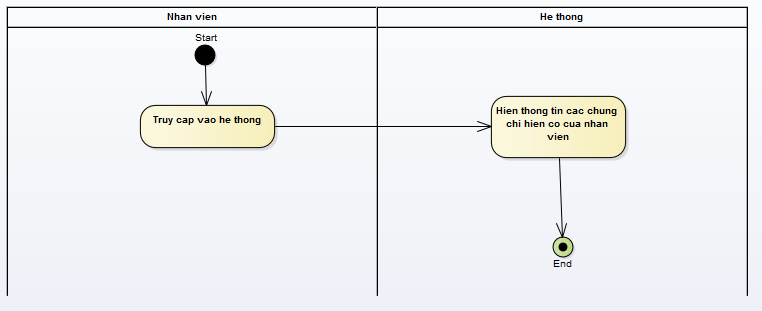 Nhan vien
He thong
Start
Truy cap vao he thong
Hien thong tin cac chung
chi hien co cua nhan
vien
End